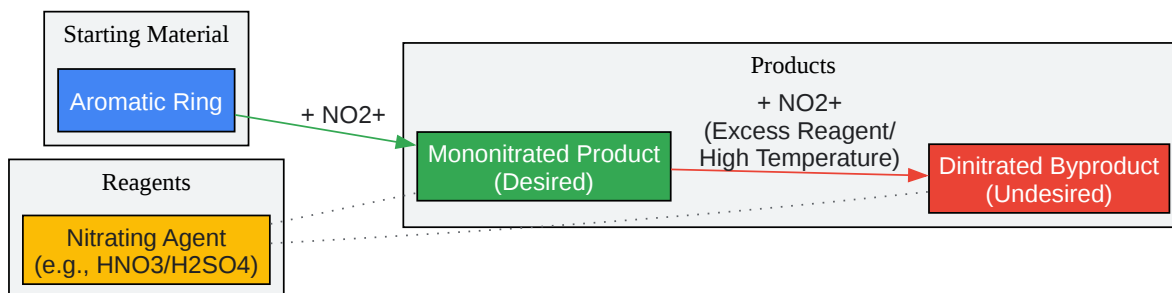 Starting Material
Aromatic Ring
+ NO2+
Reagents
Nitrating Agent
(e.g., HNO3/H2SO4)
Products
Mononitrated Product
(Desired)
+ NO2+
(Excess Reagent/
High Temperature)
Dinitrated Byproduct
(Undesired)